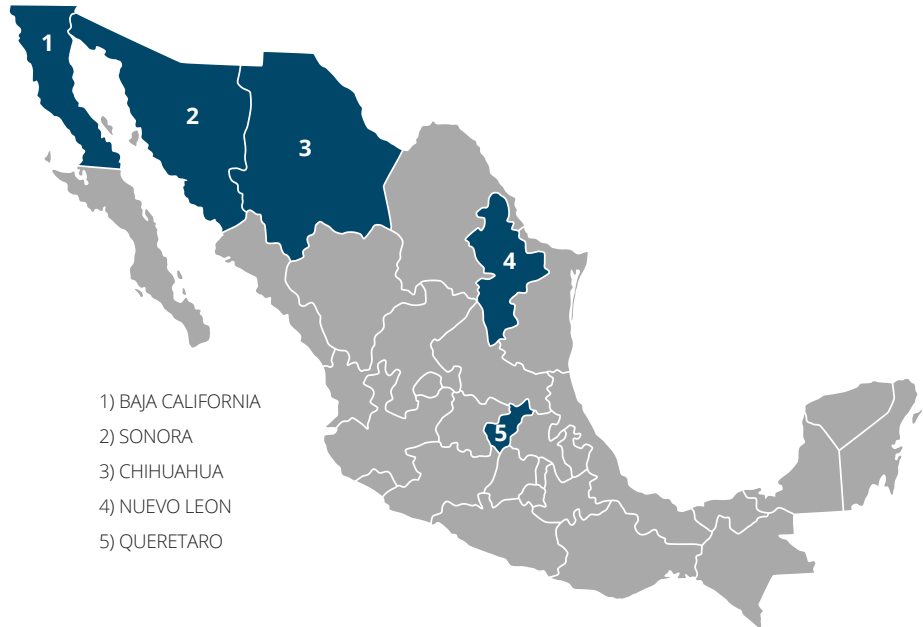 1
2
3
4
5
1) BAJA CALIFORNIA
2) SONORA
3) CHIHUAHUA
4) NUEVO LEON
5) QUERETARO